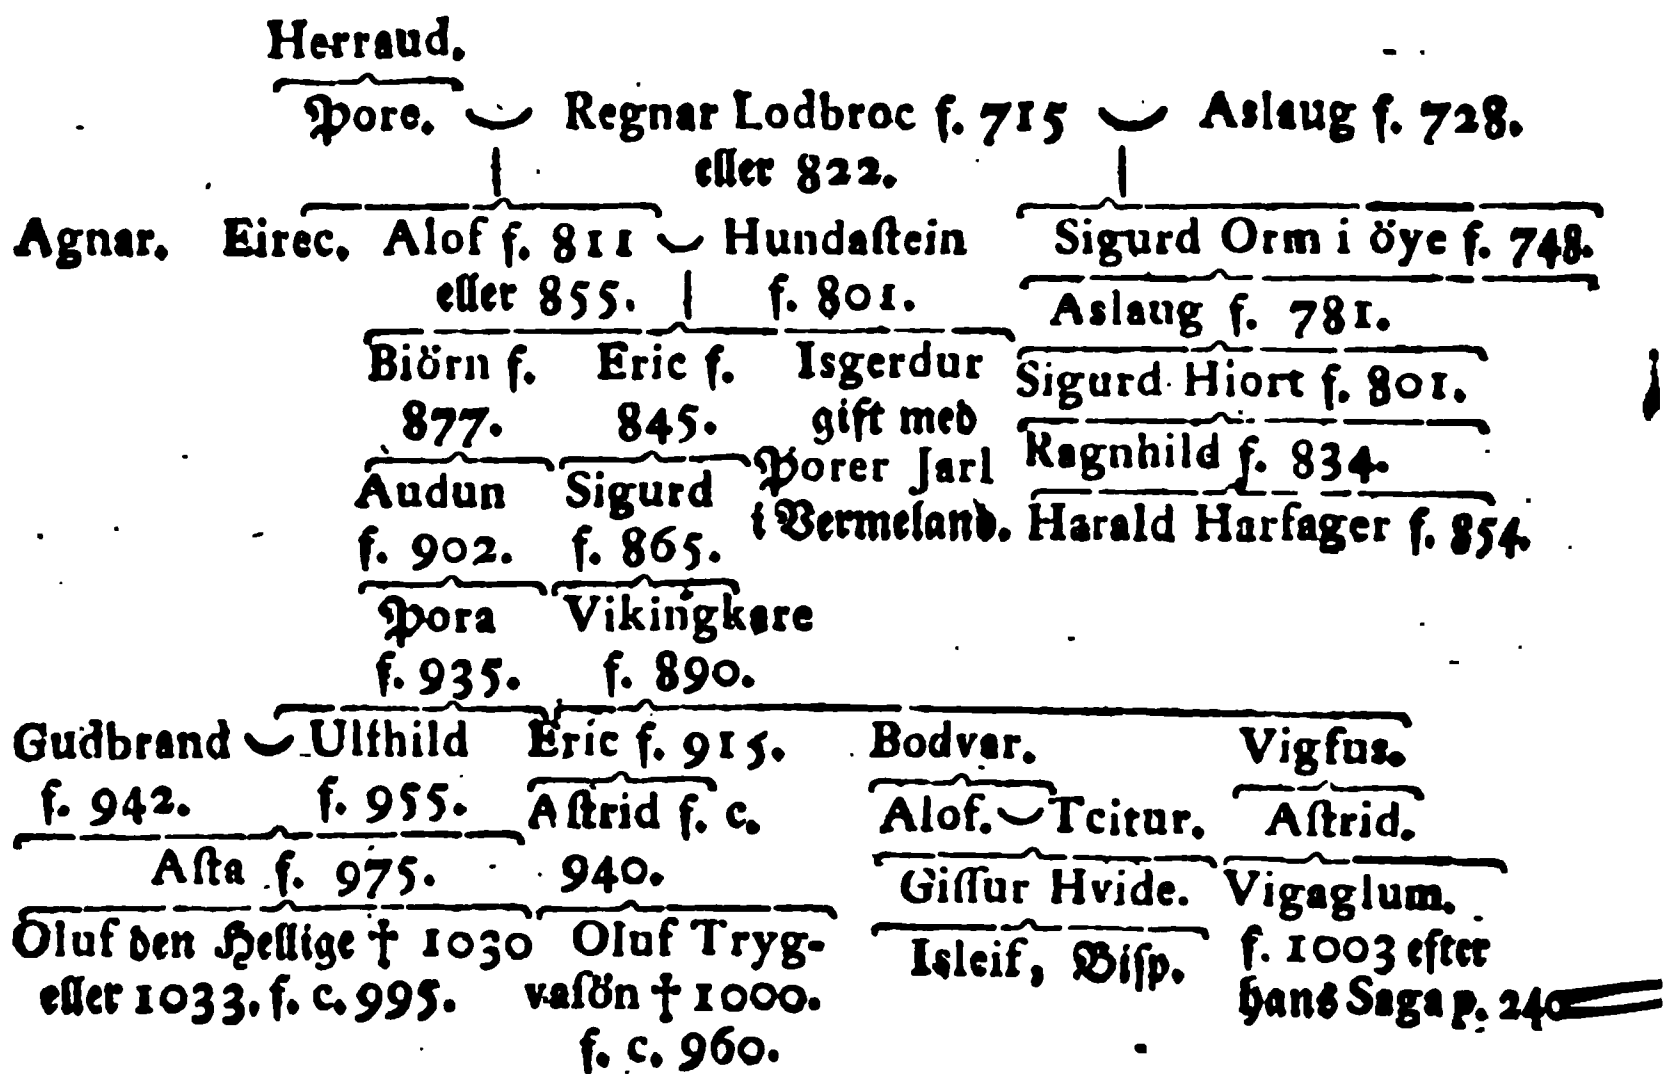 Herraud.
Þore. Regnar Lodbroc f. 715 Aslaug f. 728.
eller 822.
Agnar. Eirec. Alof f. 811 Hundaſtein Sigurd Orm i öye f. 748.
eller 855. f. 801. Aslaug f. 781.
Biörn f. Eric f. Isgerdur Sigurd Hiort f. 801.
877. 845. gift med
Audun Sigurd Þorer Jarl Ragnhild f. 834.
f. 902. f. 865. i Vermeland. Harald Harfager f. 854.
Þora Vikingkare
f. 935. f. 890.
Gudbrand Ulfhild Eric f. 915. Bodvar. Vigfus.
f. 942. f. 955. Aſtrid f. c. Alof. Teitur. Aſtrid.
Aſta f. 975. 940. Giſſur Hvide. Vigaglum.
Oluf den Hellige † 1030 Oluf Tryg- Isleif, Biſp. f. 1003 efter
eller 1033. f. c. 995. vaſön † 1000. hans Saga p. 240
f. c. 960.